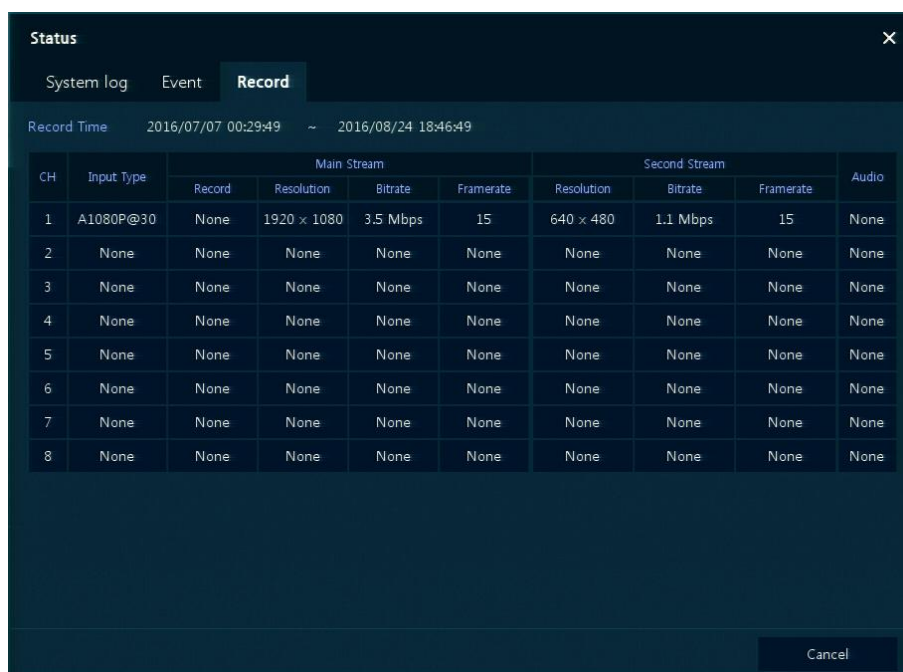 Status
System log Event Record
Record Time 2016/07/07 00:29:49 ~ 2016/08/24 18:46:49
CH Input Type Main Stream Second Stream Audio
Record Resolution Bitrate Framerate Resolution Bitrate Framerate
1 A1080P@30 None 1920 × 1080 3.5 Mbps 15 640 × 480 1.1 Mbps 15 None
2 None None None None None None None None None
3 None None None None None None None None None
4 None None None None None None None None None
5 None None None None None None None None None
6 None None None None None None None None None
7 None None None None None None None None None
8 None None None None None None None None None
Cancel